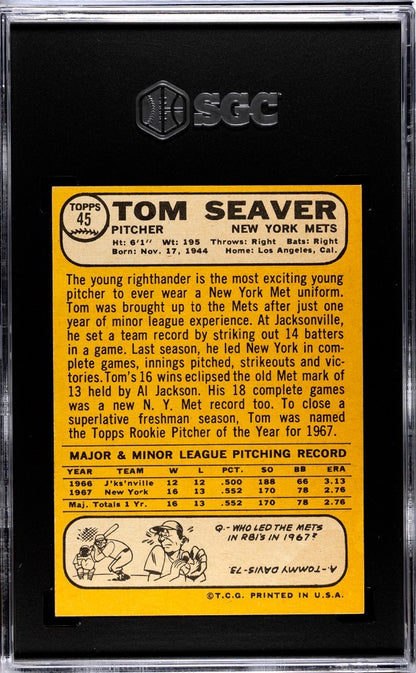 SGC
TOPPS
45
TOM SEAVER
PITCHER NEW YORK METS
Ht: 6'1" Wt: 195 Throws: Right Bats: Right
Born: Nov. 17, 1944 Home: Los Angeles, Cal.
The young righthander is the most exciting young
pitcher to ever wear a New York Met uniform.
Tom was brought up to the Mets after just one
year of minor league experience. At Jacksonville,
he set a team record by striking out 14 batters
in a game. Last season, he led New York in com-
plete games, innings pitched, strikeouts and vic-
tories. Tom's 16 wins eclipsed the old Met mark of
13 held by Al Jackson. His 18 complete games
was a new N. Y. Met record too. To close a
superlative freshman season, Tom was named
the Topps Rookie Pitcher of the Year for 1967.
MAJOR & MINOR LEAGUE PITCHING RECORD
YEAR TEAM W L PCT. SO BB ERA
1966 J'ks'nville 12 12 .500 188 66 3.13
1967 New York 16 13 .552 170 78 2.76
Maj. Totals 1 Yr. 16 13 .552 170 78 2.76
Q-WHO LED THE METS
IN RBI'S IN 1967?
A-TOMMY DAVIS-73.
©T.C.G. PRINTED IN U.S.A.